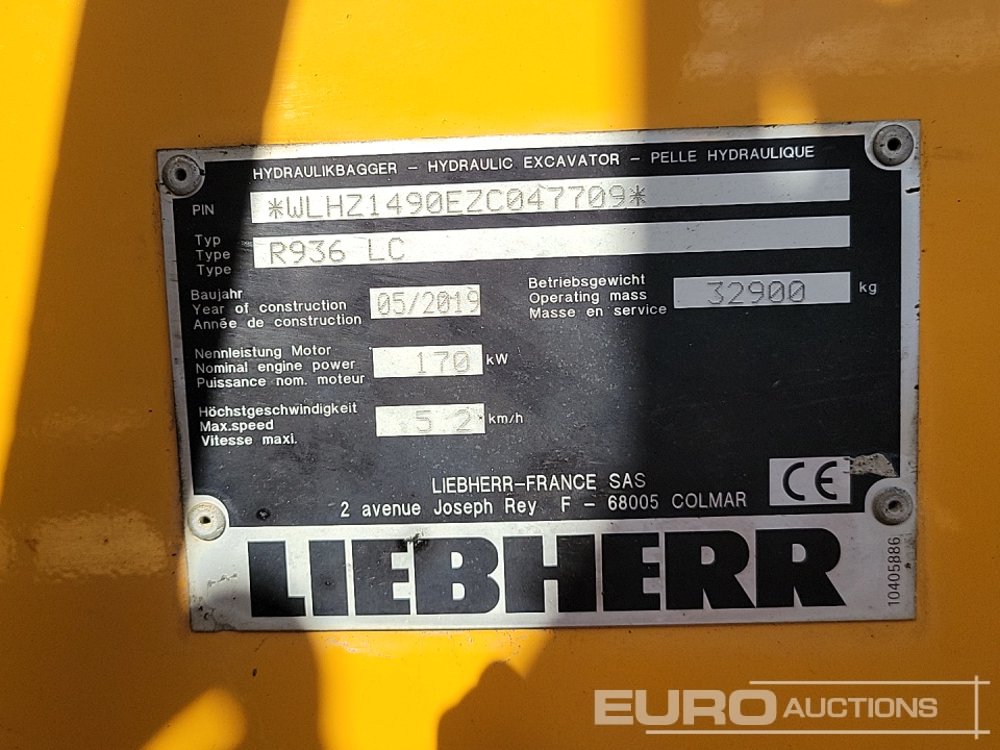 HYDRAULIKBAGGER – HYDRAULIC EXCAVATOR – PELLE HYDRAULIQUE
PIN *WLHZ1490EZC047709*
Typ
Type R936 LC
Type
Baujahr
Year of construction 05/2019
Année de construction
Betriebsgewicht
Operating mass 32900 kg
Masse en service
Nennleistung Motor
Nominal engine power 170 kW
Puissance nom. moteur
Höchstgeschwindigkeit
Max.speed 5 2 km/h
Vitesse maxi.
LIEBHERR–FRANCE SAS
2 avenue Joseph Rey F – 68005 COLMAR
CE
LIEBHERR
10405886
EURO AUCTIONS